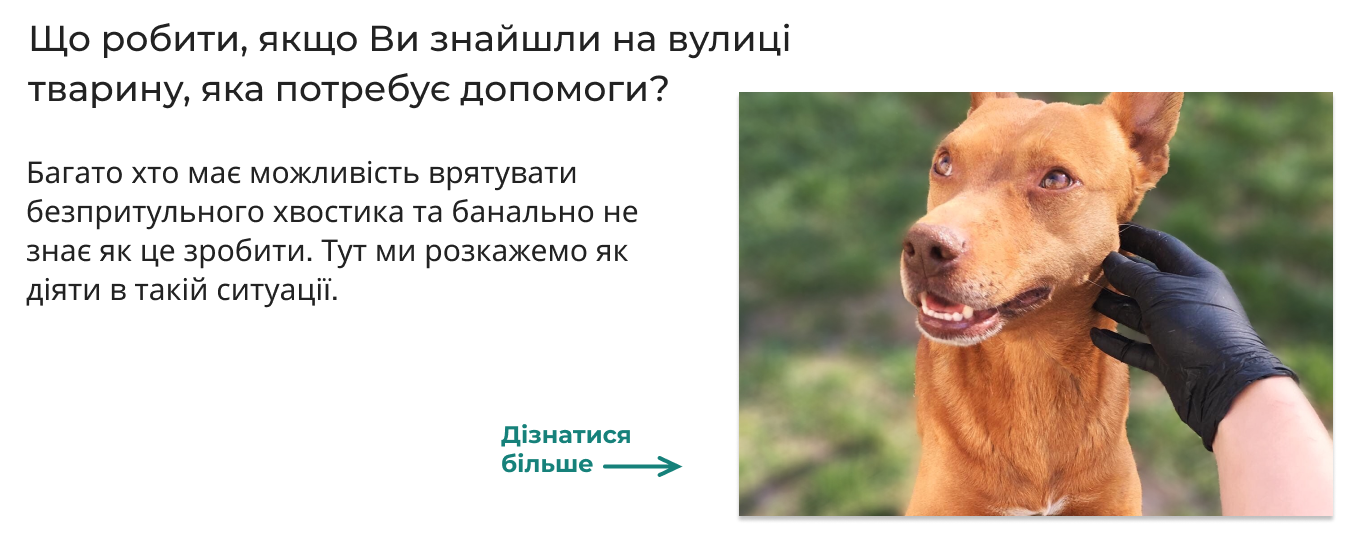 Що робити, якщо Ви знайшли на вулиці
тварину, яка потребує допомоги?
Багато хто має можливість врятувати
безпритульного хвостика та банально не
знає як це зробити. Тут ми розкажемо як
діяти в такій ситуації.
Дізнатися
більше